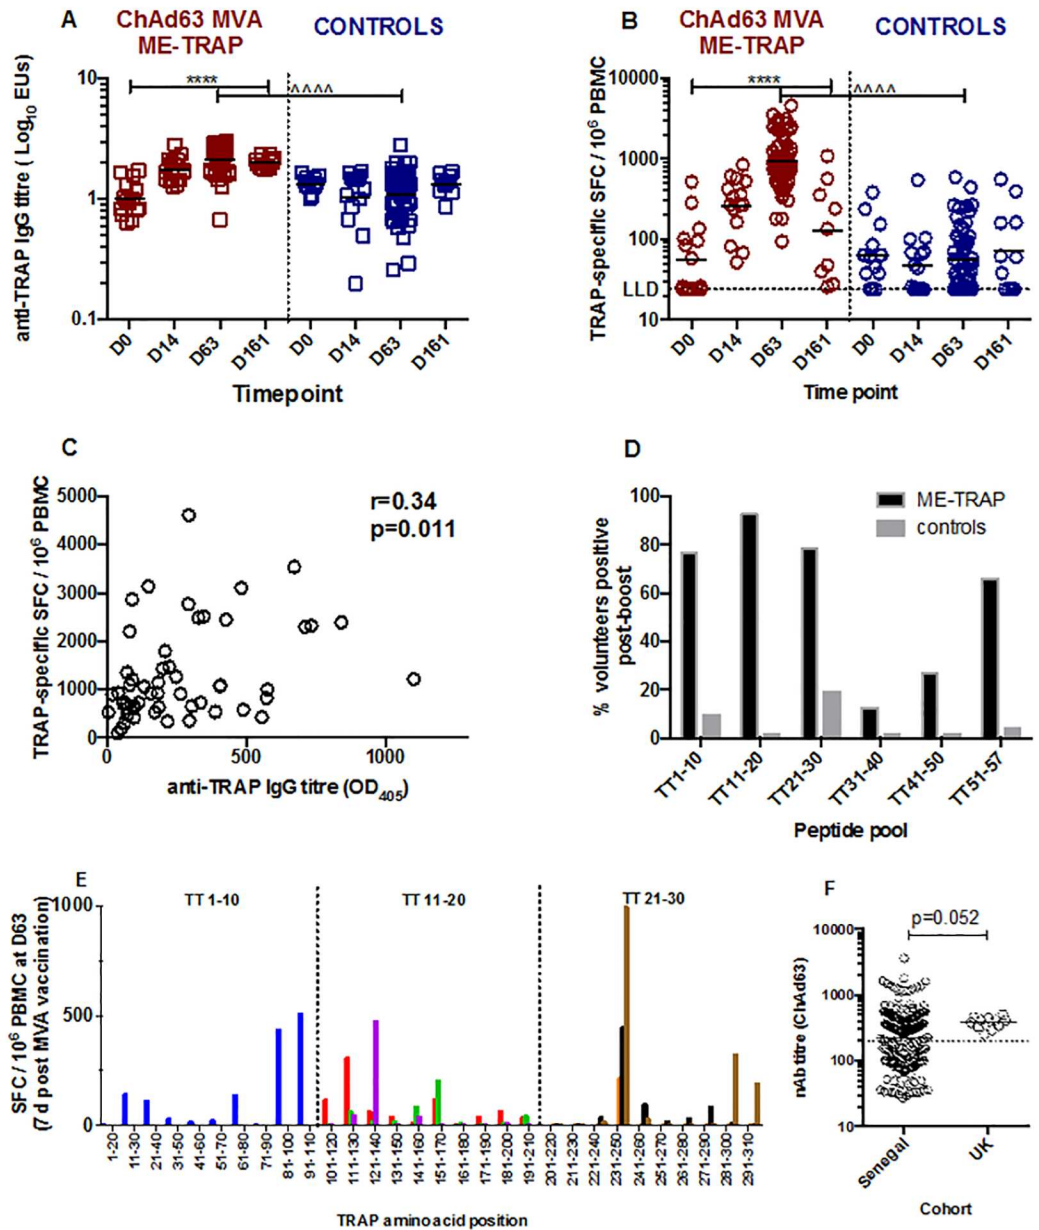 A
ChAd63 MVA
ME-TRAP
CONTROLS
anti-TRAP IgG titre ( Log10 EUs)
10
1
0.1
****
^^^^
D0
D14
D63
D161
D0
D14
D63
D161
Timepoint
B
ChAd63 MVA
ME-TRAP
CONTROLS
TRAP-specific SFC / 10^6 PBMC
10000
1000
100
LLD
10
****
^^^^
D0
D14
D63
D161
D0
D14
D63
D161
Time point
C
TRAP-specific SFC / 10^6 PBMC
5000
4000
3000
2000
1000
0
r=0.34
p=0.011
0
500
1000
anti-TRAP IgG titre (OD405)
D
% volunteers positive
post-boost
100
80
60
40
20
0
ME-TRAP
controls
TT1-10
TT11-20
TT21-30
TT31-40
TT41-50
TT51-57
Peptide pool
E
SFC / 10^6 PBMC at D63
(7 d post MVA vaccination)
1000
500
0
TT 1-10
TT 11-20
TT 21-30
1-20
11-30
21-40
31-50
41-60
51-70
61-80
71-90
81-100
91-110
101-120
111-130
121-140
131-150
141-160
151-170
161-180
171-190
181-200
191-210
201-220
211-230
221-240
231-250
241-260
251-270
261-280
271-290
281-300
291-310
TRAP aminoacid position
F
nAb titre (ChAd63)
10000
1000
100
10
p=0.052
Senegal
UK
Cohort